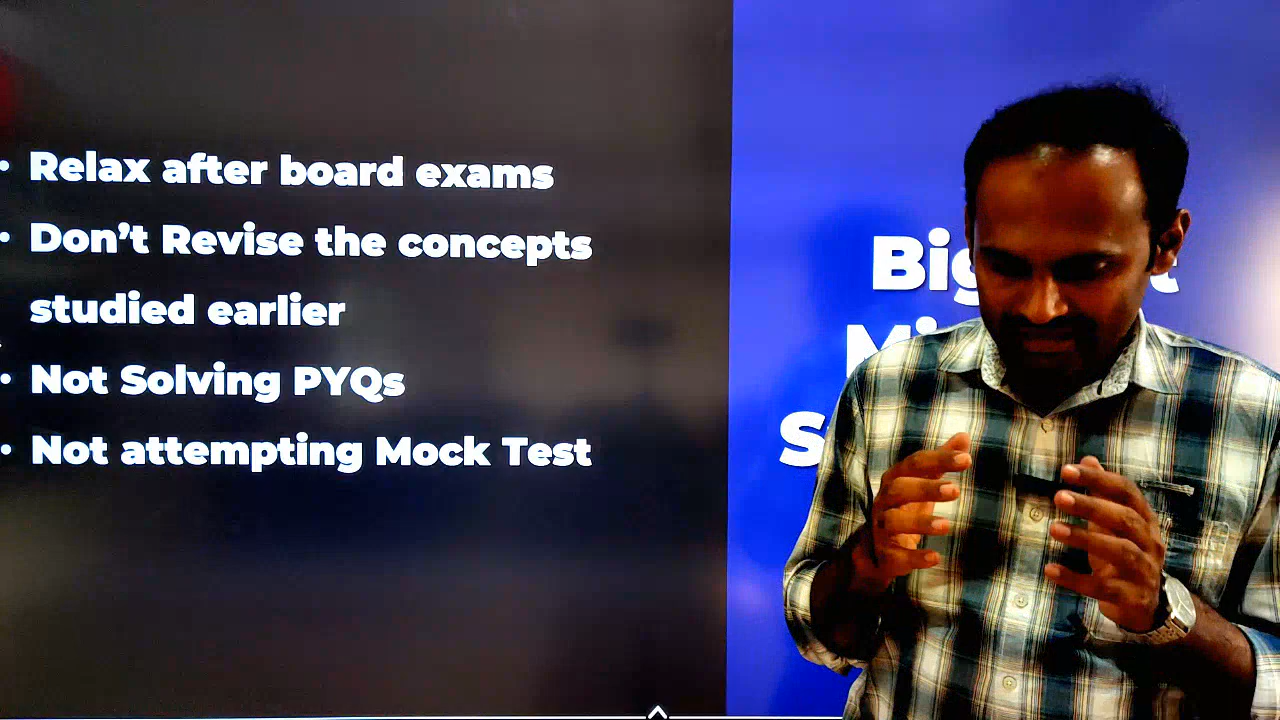 • Relax after board exams
• Don’t Revise the concepts
studied earlier
• Not Solving PYQs
• Not attempting Mock Test